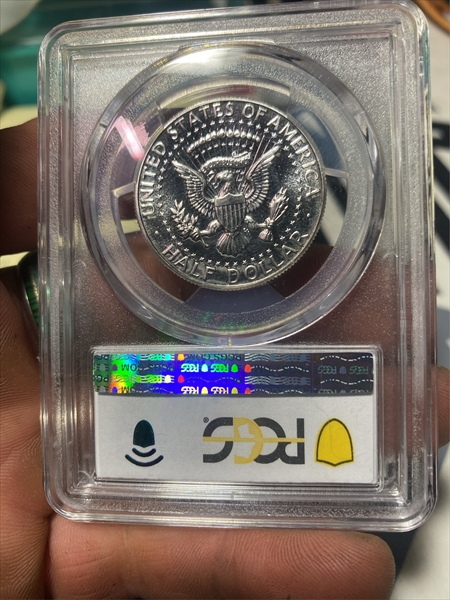 UNITED STATES OF AMERICA
HALF DOLLAR
PCGS